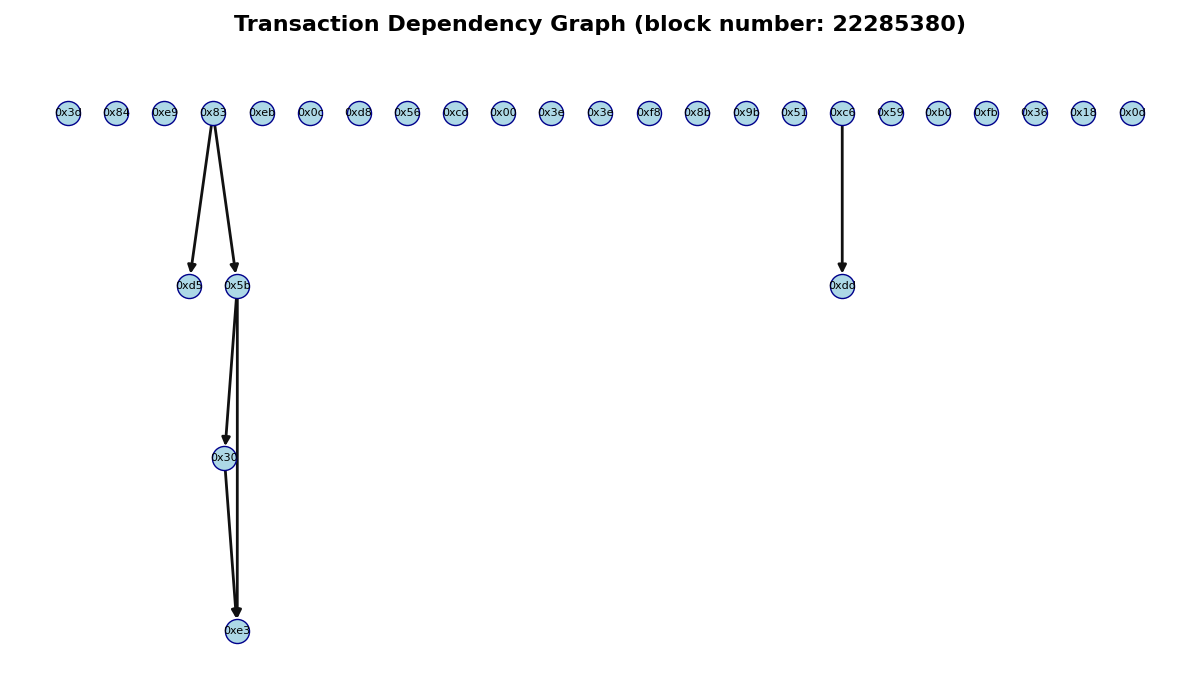 Transaction Dependency Graph (block number: 22285380)
0x3d 0x84 0xe9 0x83 0xeb 0x0c 0xd8 0x56 0xcd 0x00 0x3e 0x3e 0xf8 0x8b 0x9b 0x51 0xc6 0x59 0xb0 0xfb 0x36 0x18 0x0d
0xd5 0x5b 0xdd
0x30
0xe3